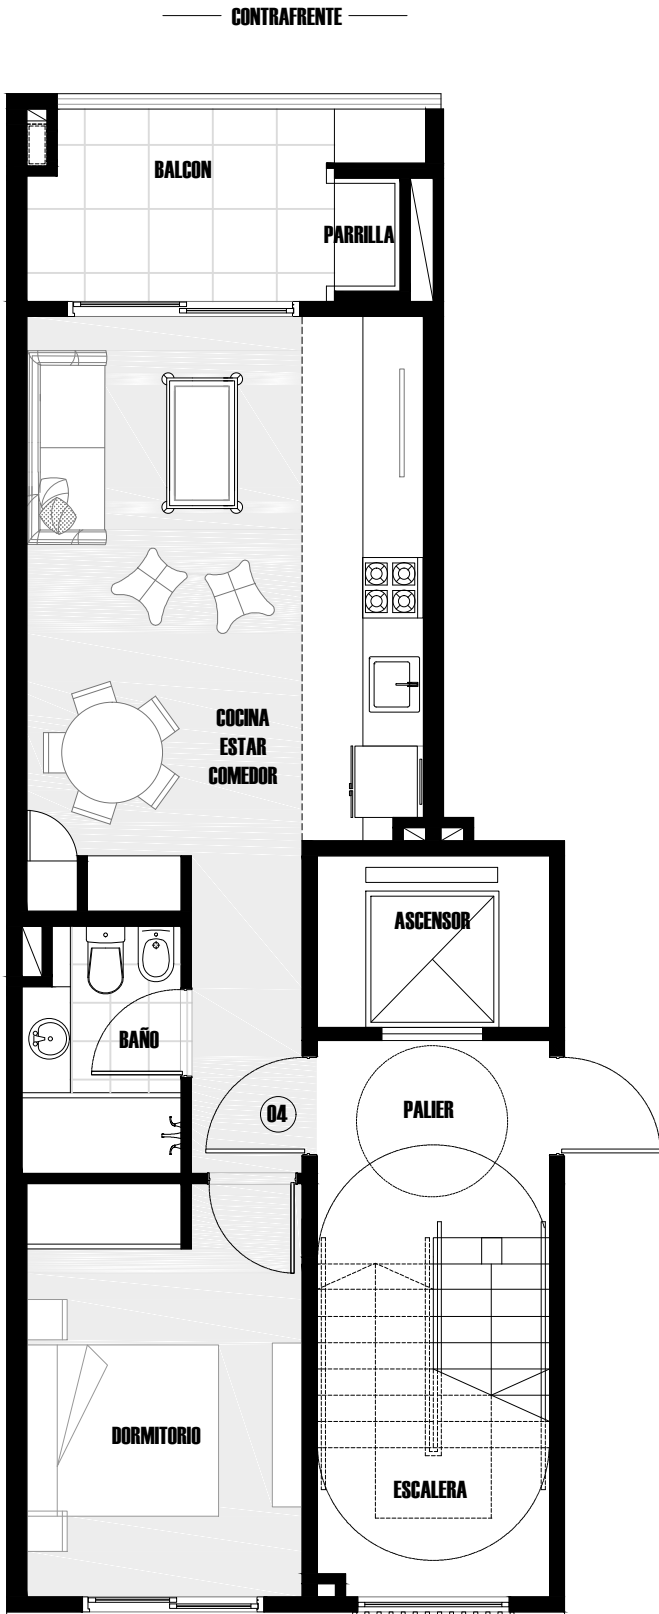 CONTRAFRENTE
BALCON
PARRILLA
COCINA
ESTAR
COMEDOR
ASCENSOR
BAÑO
04
PALIER
DORMITORIO
ESCALERA